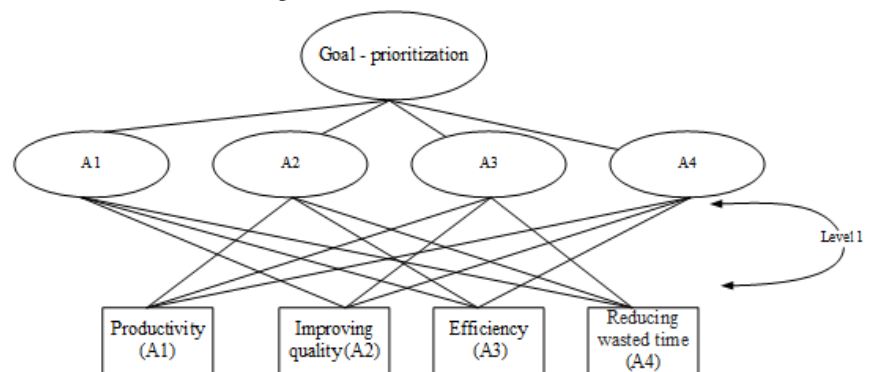 Goal - prioritization
A1
A2
A3
A4
Level 1
Productivity
(A1)
Improving
quality(A2)
Efficiency
(A3)
Reducing
wasted time
(A4)